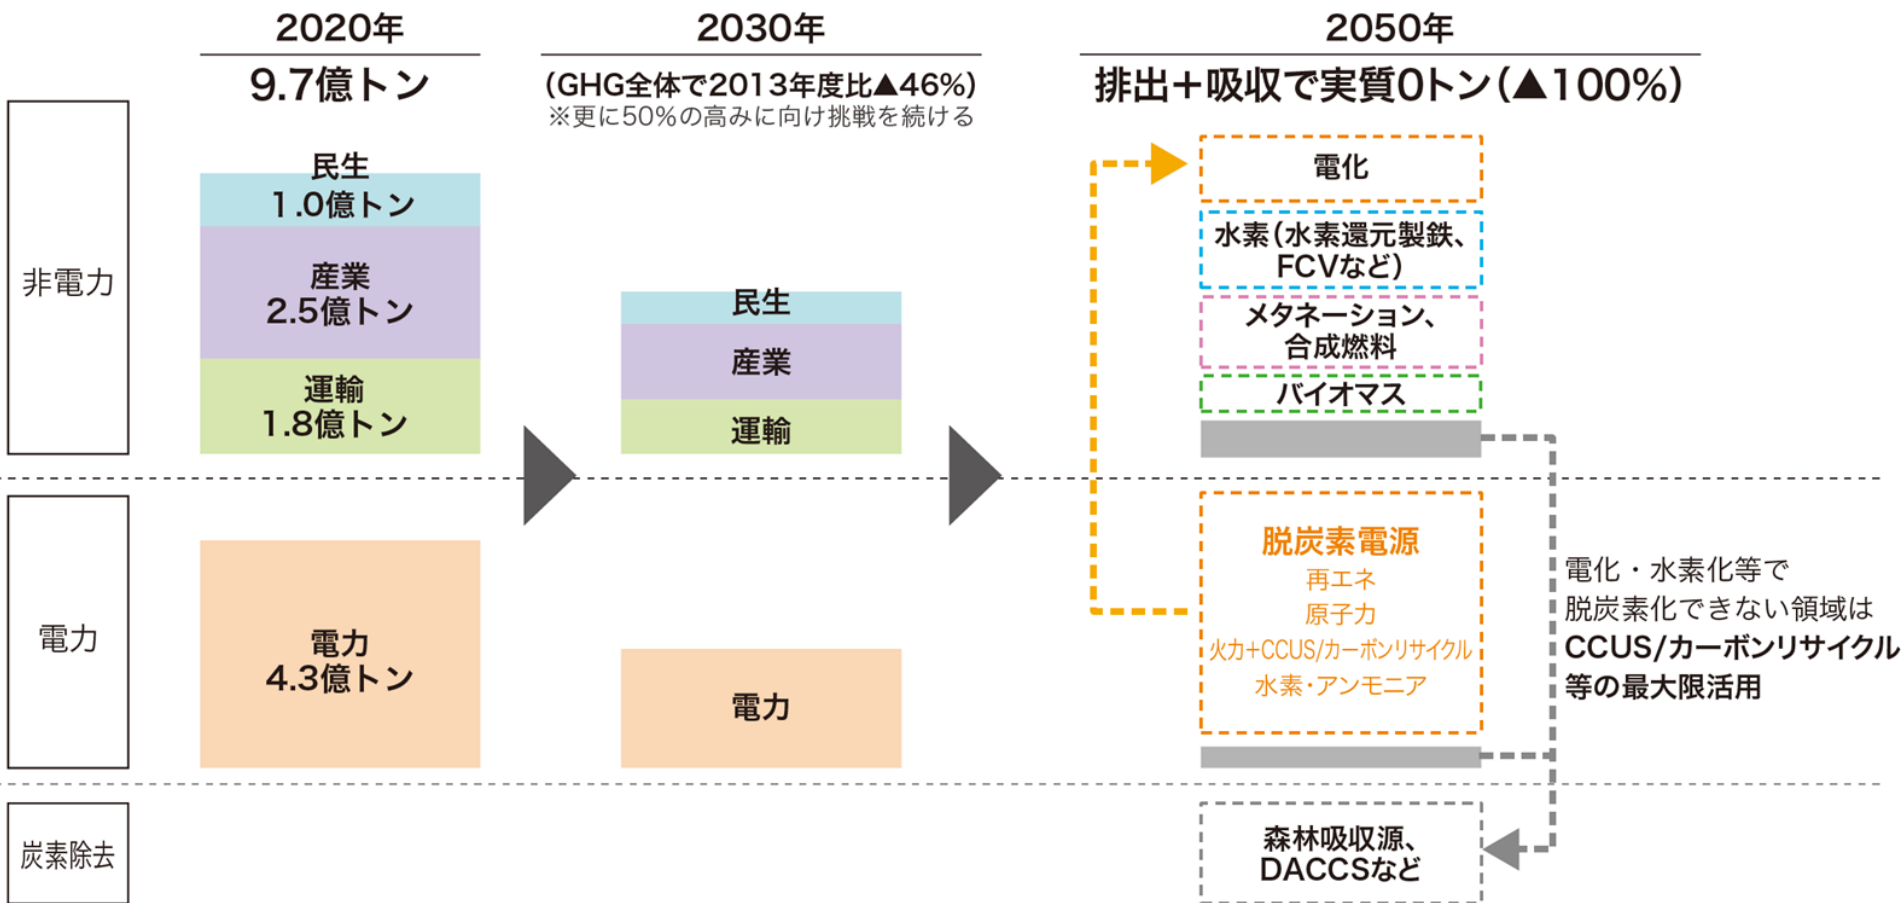 2020年
9.7億トン
2030年
(GHG全体で2013年度比▲46%)
※更に50%の高みに向け挑戦を続ける
2050年
排出+吸収で実質0トン(▲100%)
非電力
民生
1.0億トン
産業
2.5億トン
運輸
1.8億トン
民生
産業
運輸
電化
水素(水素還元製鉄、
FCVなど)
メタネーション、
合成燃料
バイオマス
電力
電力
4.3億トン
電力
脱炭素電源
再エネ
原子力
火力+CCUS/カーボンリサイクル
水素・アンモニア
電化・水素化等で
脱炭素化できない領域は
CCUS/カーボンリサイクル
等の最大限活用
炭素除去
森林吸収源、
DACCSなど